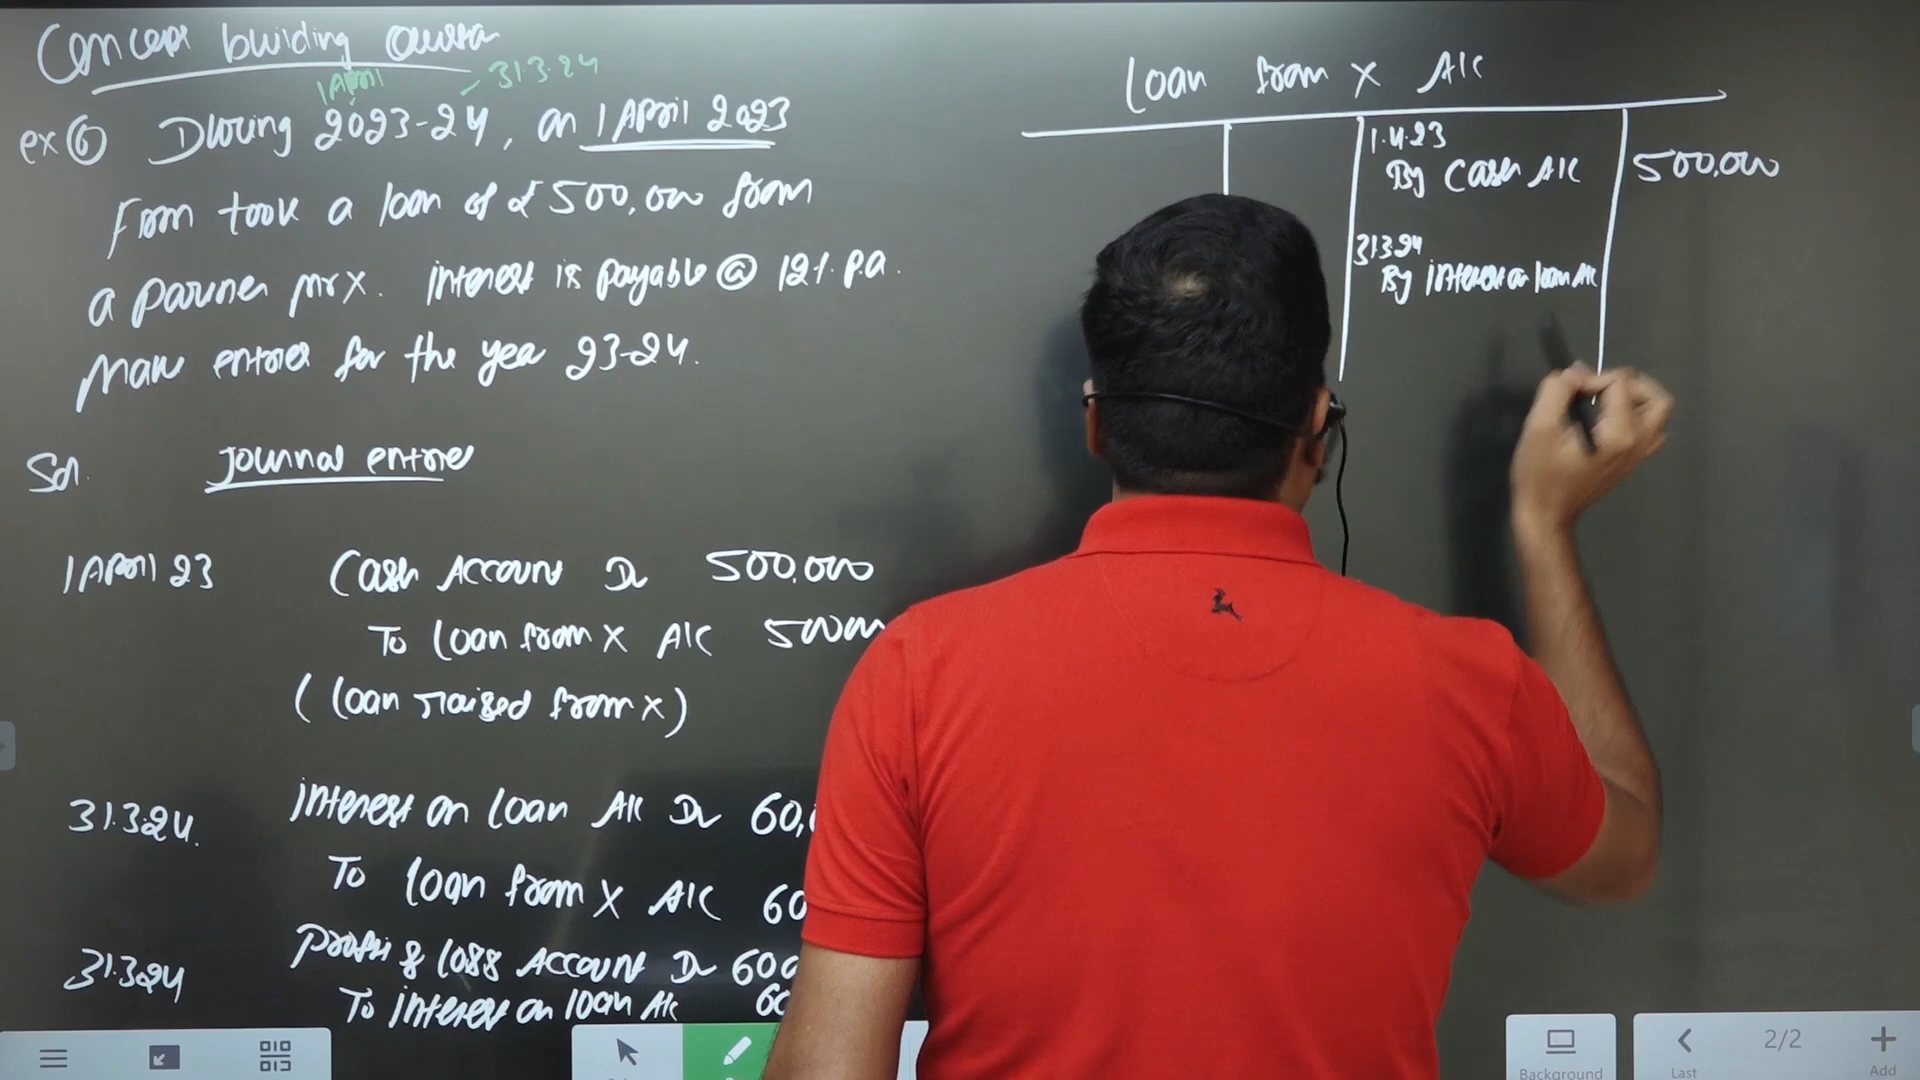 Concept building course
1 April
31.3.24
ex 6 During 2023-24, on 1 April 2023
Firm took a loan of ₹ 500,000 from
a partner Mr X. interest is payable @ 12% p.a.
Make entries for the year 23-24.
Sol. Journal entries
1 April 23 Cash Account Dr 500,000
To Loan from X A/C 50000
(Loan raised from X)
31.3.24. interest on Loan A/c Dr 60,
To Loan from X A/C 60
31.3.24 Profit & Loss Account Dr 600
To interest on loan A/c 60
Loan from X A/C
1.4.23
By Cash A/C 500,000
31.3.24
By interest on loan A/c
Background
Last
2/2
Add